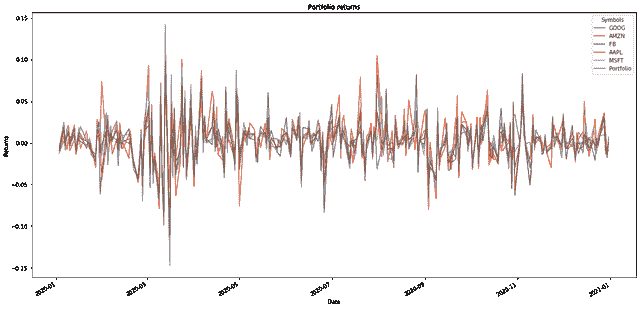 Portfolio returns
Symbols
GOOG
AMZN
FB
AAPL
MSFT
Portfolio
0.15
0.10
0.05
0.00
−0.05
−0.10
−0.15
Returns
2020-01
2020-03
2020-05
2020-07
2020-09
2020-11
2021-01
Date